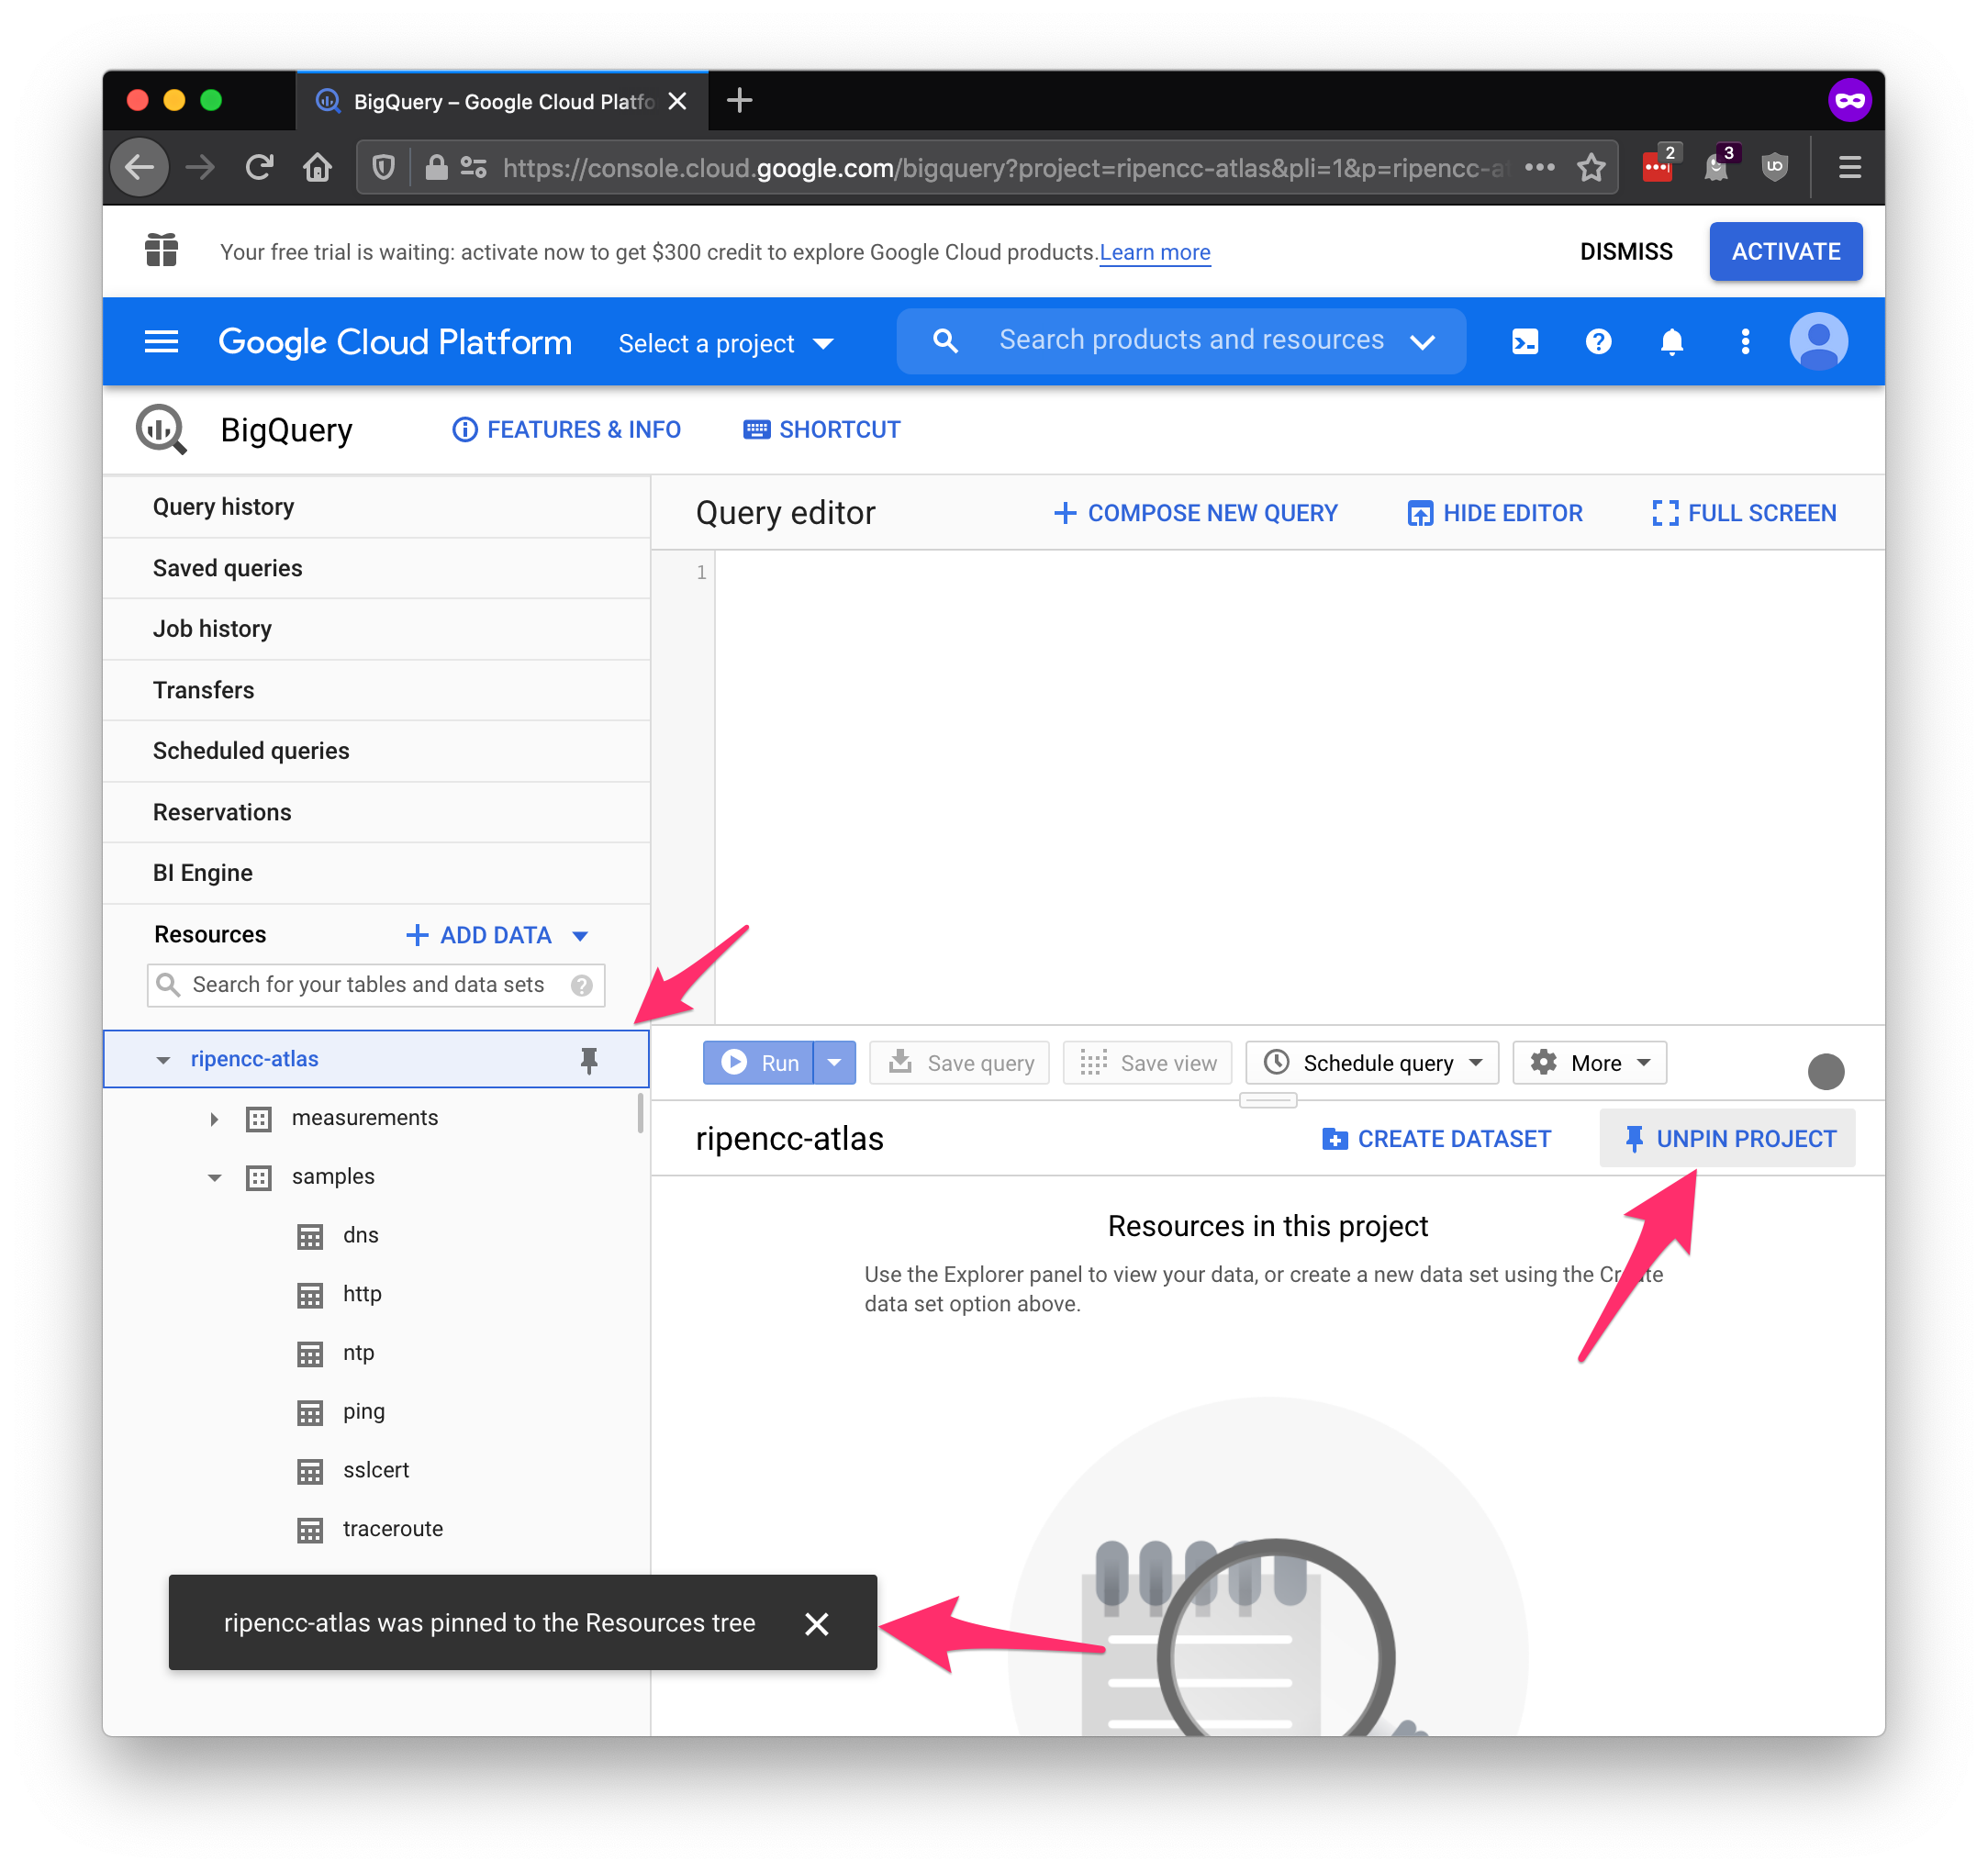 BigQuery – Google Cloud Platfo
https://console.cloud.google.com/bigquery?project=ripencc-atlas&pli=1&p=ripencc-a
2
3
Your free trial is waiting: activate now to get $300 credit to explore Google Cloud products. Learn more
DISMISS
ACTIVATE
Google Cloud Platform
Select a project
Search products and resources
BigQuery
FEATURES & INFO
SHORTCUT
Query history
Saved queries
Job history
Transfers
Scheduled queries
Reservations
BI Engine
Resources
ADD DATA
Search for your tables and data sets
ripencc-atlas
measurements
samples
dns
http
ntp
ping
sslcert
traceroute
Query editor
COMPOSE NEW QUERY
HIDE EDITOR
FULL SCREEN
1
Run
Save query
Save view
Schedule query
More
ripencc-atlas
CREATE DATASET
UNPIN PROJECT
Resources in this project
Use the Explorer panel to view your data, or create a new data set using the Create
data set option above.
ripencc-atlas was pinned to the Resources tree